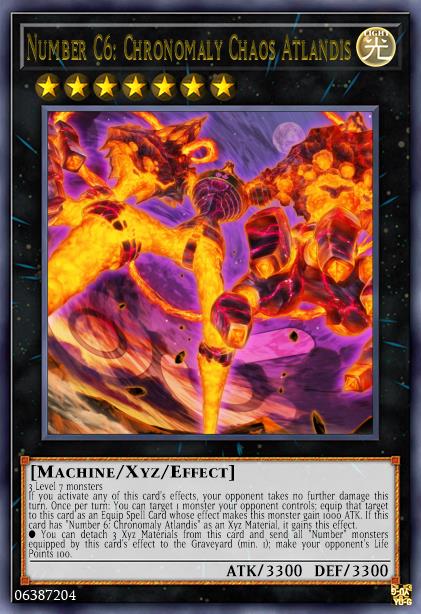 Number C6: Chronomaly Chaos Atlandis
LIGHT
光
[Machine/Xyz/Effect]
3 Level 7 monsters
If you activate any of this card's effects, your opponent takes no further damage this
turn. Once per turn: You can target 1 monster your opponent controls; equip that target
to this card as an Equip Spell Card whose effect makes this monster gain 1000 ATK. If this
card has "Number 6: Chronomaly Atlandis" as an Xyz Material, it gains this effect.
● You can detach 3 Xyz Materials from this card and send all "Number" monsters
equipped by this card's effect to the Graveyard (min. 1); make your opponent's Life
Points 100.
ATK/3300 DEF/3300
06387204